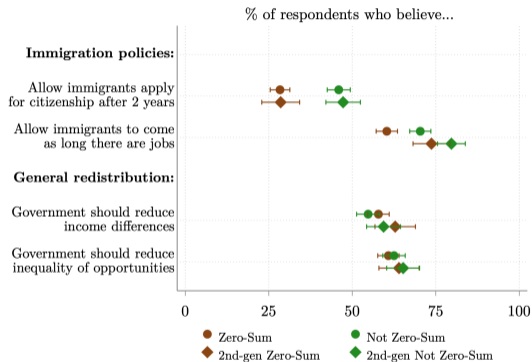 % of respondents who believe...
Immigration policies:
Allow immigrants apply
for citizenship after 2 years
Allow immigrants to come
as long there are jobs
General redistribution:
Government should reduce
income differences
Government should reduce
inequality of opportunities
0 25 50 75 100
Zero-Sum Not Zero-Sum
2nd-gen Zero-Sum 2nd-gen Not Zero-Sum